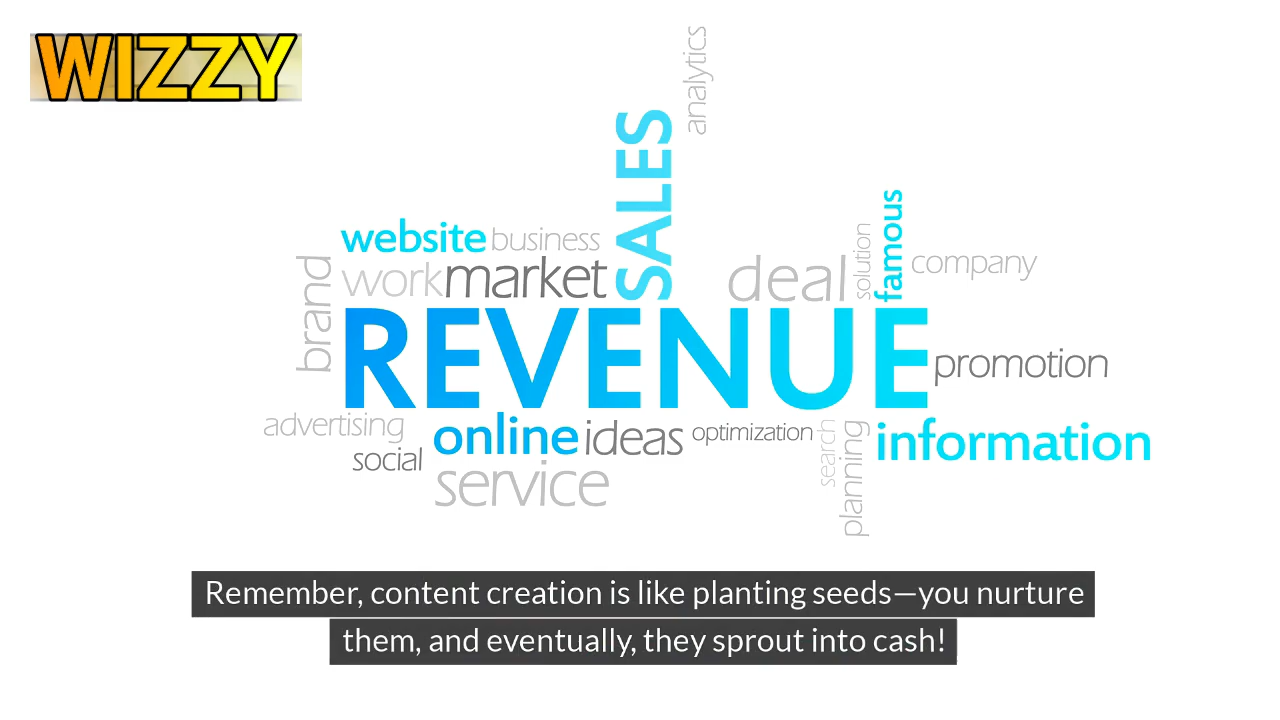 WIZZY
analytics
SALES
website business
famous
solution
company
brand
work market
deal
REVENUE
promotion
advertising
online ideas optimization
search
planning
information
social
service
Remember, content creation is like planting seeds—you nurture
them, and eventually, they sprout into cash!